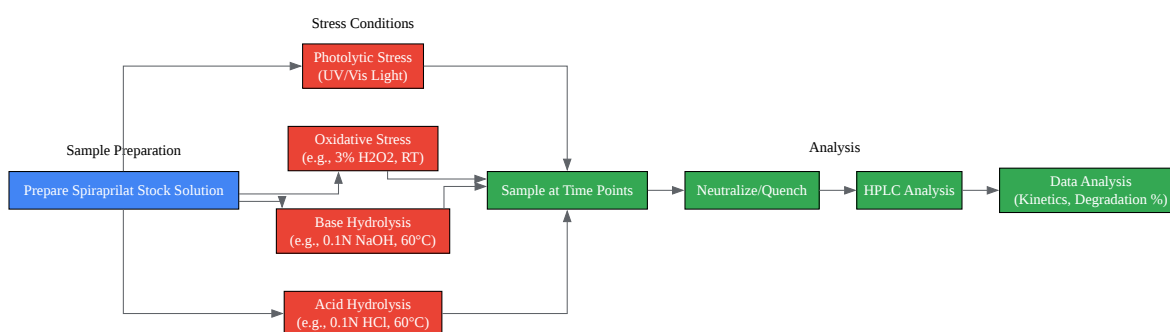 Stress Conditions
Photolytic Stress
(UV/Vis Light)
Sample Preparation
Oxidative Stress
(e.g., 3% H2O2, RT)
Analysis
Prepare Spiraprilat Stock Solution
Sample at Time Points
Neutralize/Quench
HPLC Analysis
Data Analysis
(Kinetics, Degradation %)
Base Hydrolysis
(e.g., 0.1N NaOH, 60°C)
Acid Hydrolysis
(e.g., 0.1N HCl, 60°C)